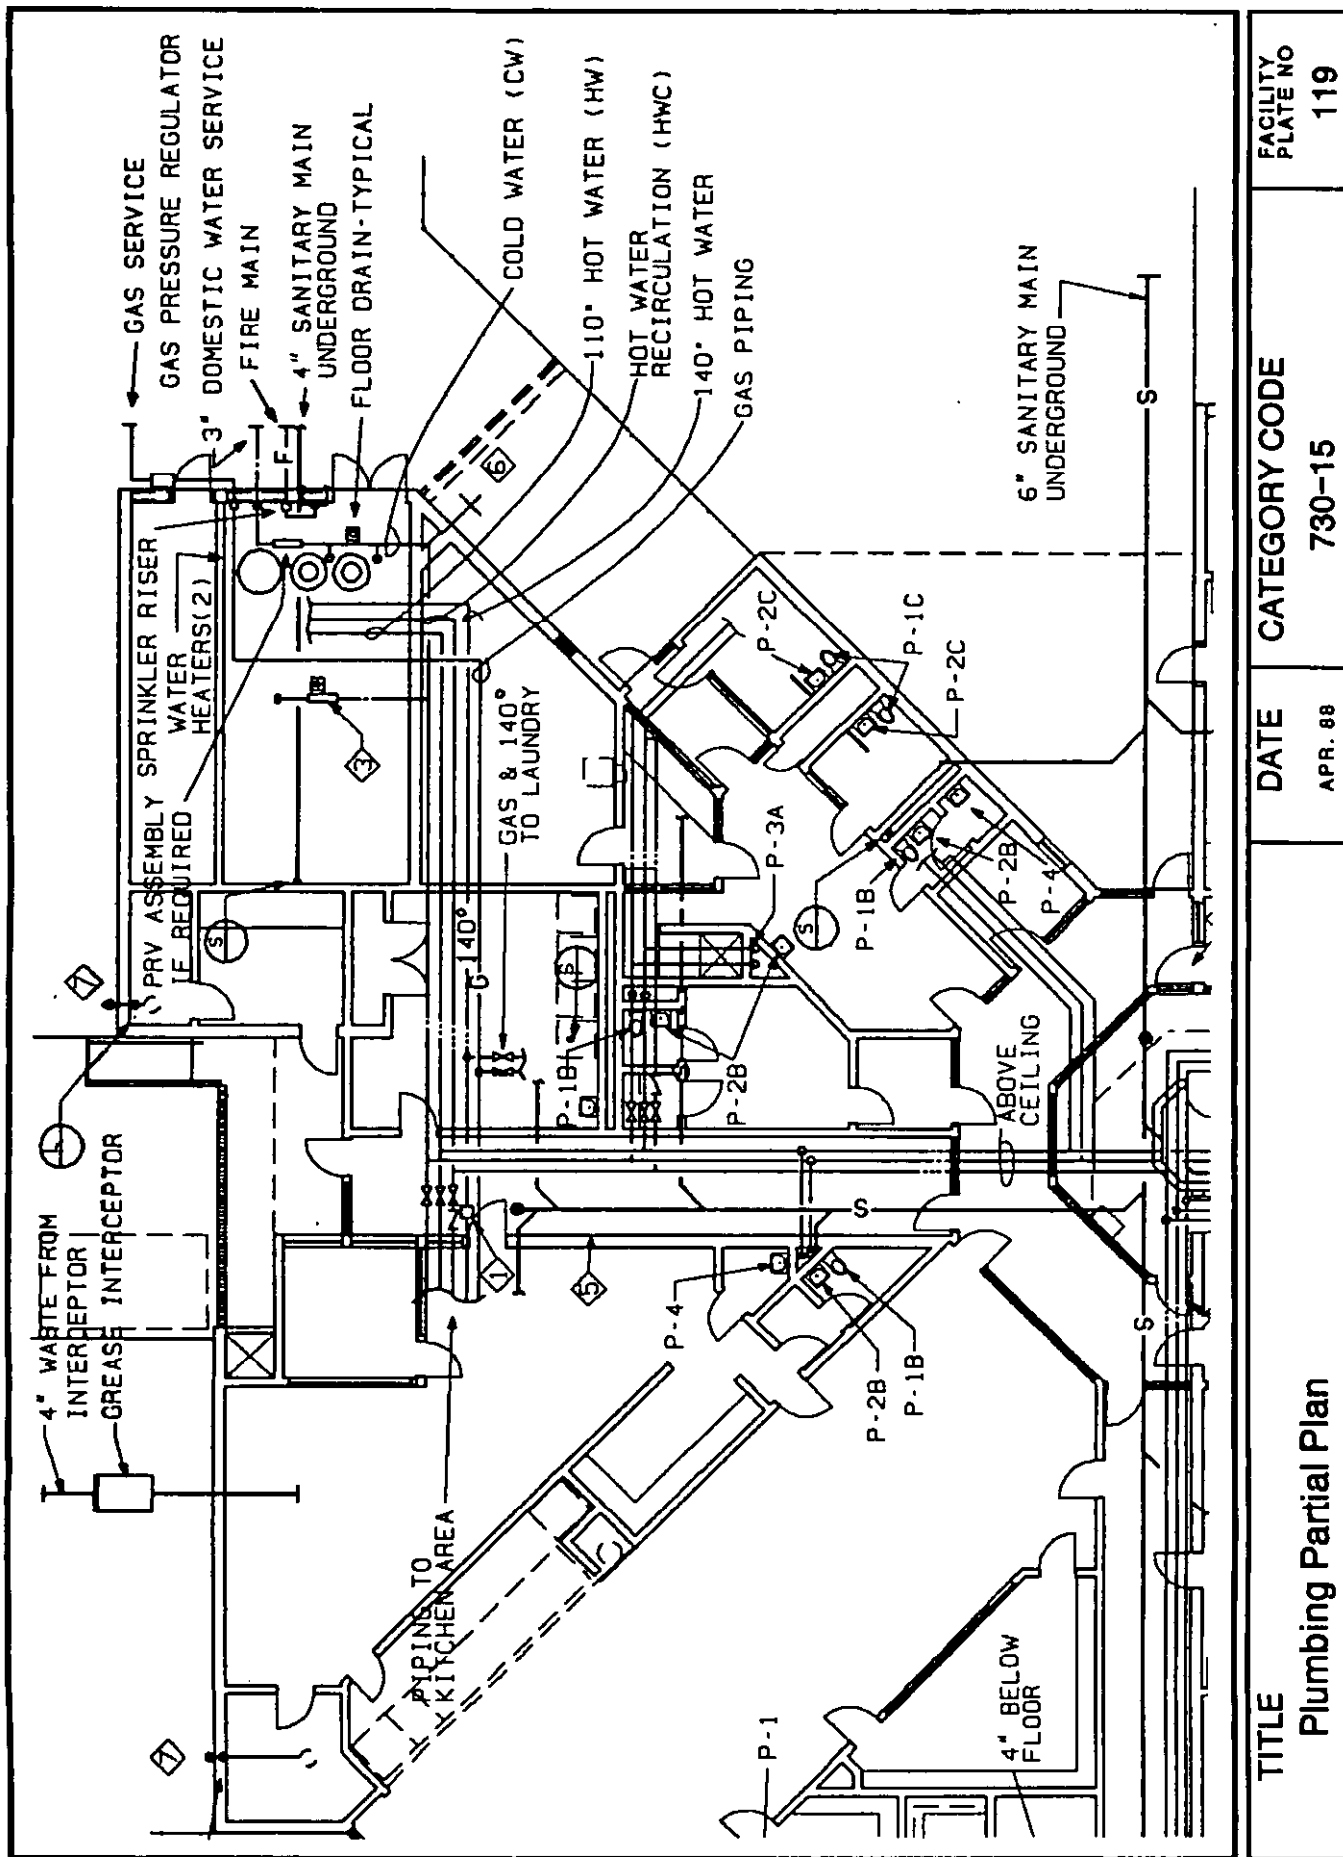 GAS SERVICE
GAS PRESSURE REGULATOR
3" DOMESTIC WATER SERVICE
FIRE MAIN
4" SANITARY MAIN
UNDERGROUND
FLOOR DRAIN-TYPICAL
COLD WATER (CW)
110° HOT WATER (HW)
HOT WATER
RECIRCULATION (HWC)
140° HOT WATER
GAS PIPING
6" SANITARY MAIN
UNDERGROUND
PRV ASSEMBLY SPRINKLER RISER
IF REQUIRED
WATER
HEATERS(2)
F
6
3
7
S
140°
G
GAS & 140°
TO LAUNDRY
S
P-1B
P-2B
P-3A
S
P-2C
P-1C
P-2C
P-1B
P-2B
P-4
S
ABOVE
CEILING
4" WASTE FROM
INTERCEPTOR
GREASE INTERCEPTOR
1
5
S
P-4
P-2B
P-1B
S
PIPING TO
KITCHEN AREA
7
P-1
4" BELOW
FLOOR
TITLE
Plumbing Partial Plan
DATE
APR. 88
CATEGORY CODE
730-15
FACILITY
PLATE NO
119